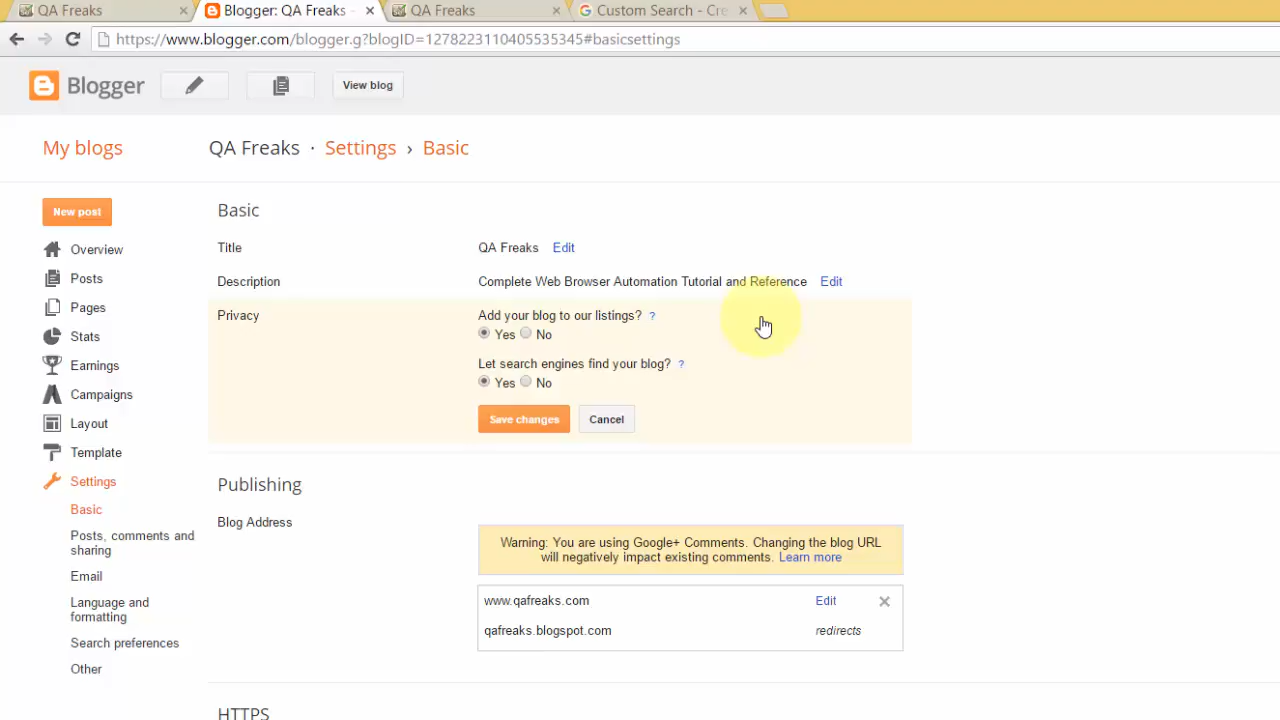 QA Freaks
Blogger: QA Freaks -
QA Freaks
Custom Search - Cre
https://www.blogger.com/blogger.g?blogID=1278223110405535345#basicsettings
Blogger
View blog
My blogs
QA Freaks · Settings › Basic
New post
Overview
Posts
Pages
Stats
Earnings
Campaigns
Layout
Template
Settings
Basic
Posts, comments and
sharing
Email
Language and
formatting
Search preferences
Other
Basic
Title
QA Freaks Edit
Description
Complete Web Browser Automation Tutorial and Reference Edit
Privacy
Add your blog to our listings? ?
Yes No
Let search engines find your blog? ?
Yes No
Save changes Cancel
Publishing
Blog Address
Warning: You are using Google+ Comments. Changing the blog URL
will negatively impact existing comments. Learn more
www.qafreaks.com Edit
qafreaks.blogspot.com redirects
HTTPS